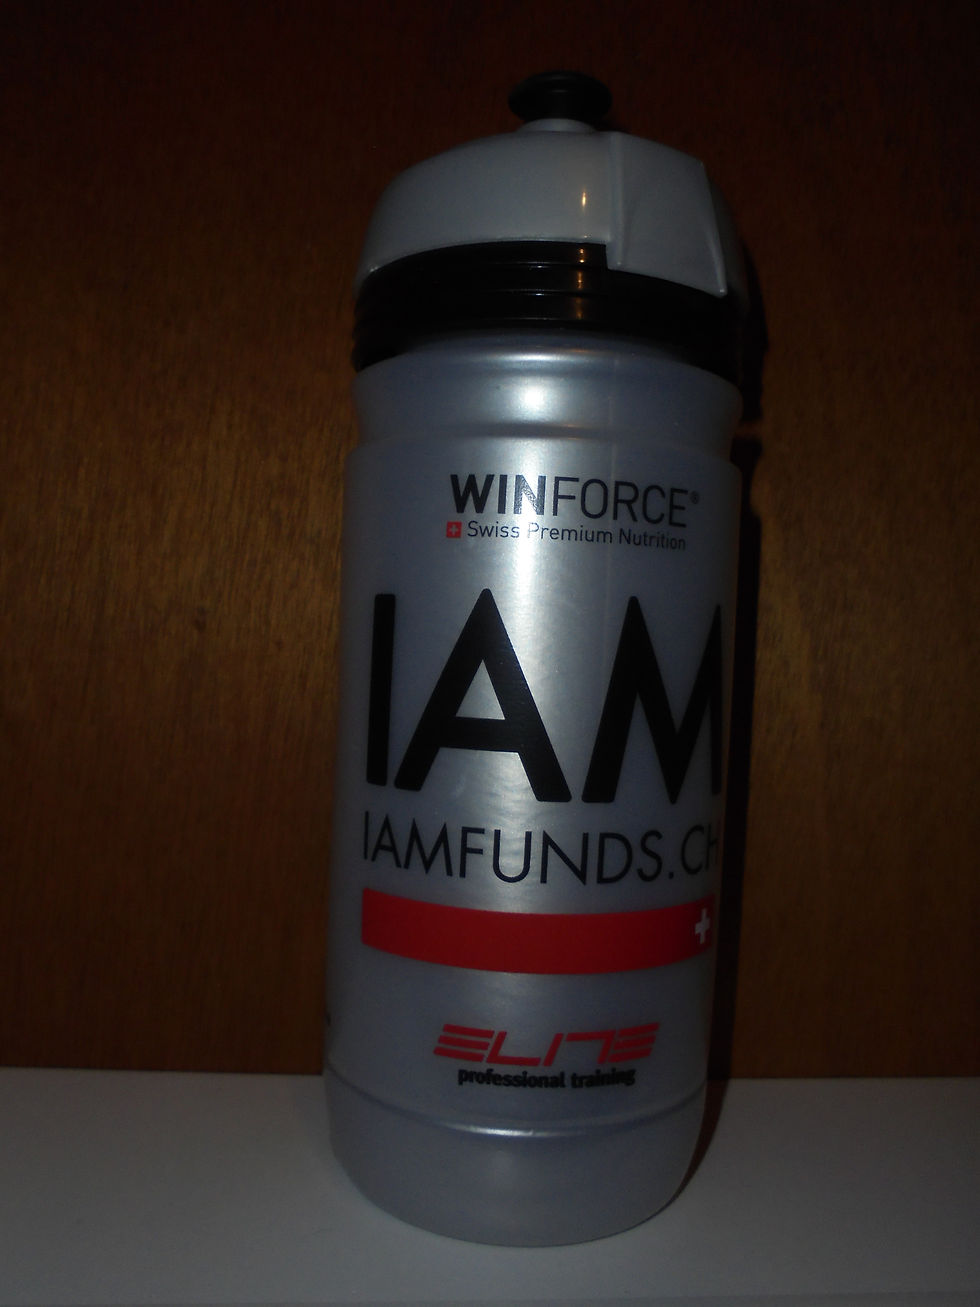 WINFORCE®
Swiss Premium Nutrition
IAM
IAMFUNDS.CH
ELITE
professional training